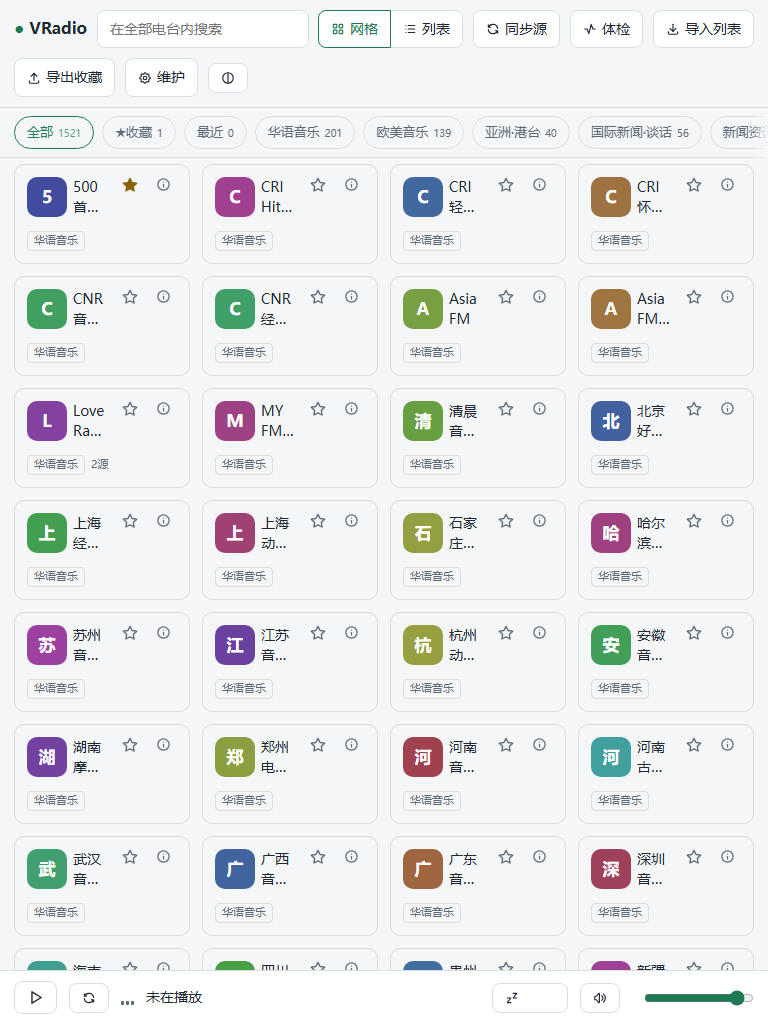 VRadio
在全部电台内搜索
网格
列表
同步源
体检
导入列表
导出收藏
维护
全部 1521
★收藏 1
最近 0
华语音乐 201
欧美音乐 139
亚洲·港台 40
国际新闻·谈话 56
新闻资
5
500
首...
华语音乐
C
CRI
Hit...
华语音乐
C
CRI
轻...
华语音乐
C
CRI
怀...
华语音乐
C
CNR
音...
华语音乐
C
CNR
经...
华语音乐
A
Asia
FM
华语音乐
A
Asia
FM...
华语音乐
L
Love
Ra...
华语音乐 2源
M
MY
FM...
华语音乐
清
清晨
音...
华语音乐
北
北京
好...
华语音乐
上
上海
经...
华语音乐
上
上海
动...
华语音乐
石
石家
庄...
华语音乐
哈
哈尔
滨...
华语音乐
苏
苏州
音...
华语音乐
江
江苏
音...
华语音乐
杭
杭州
动...
华语音乐
安
安徽
音...
华语音乐
湖
湖南
摩...
华语音乐
郑
郑州
电...
华语音乐
河
河南
音...
华语音乐
河
河南
古...
华语音乐
武
武汉
音...
华语音乐
广
广西
音...
华语音乐
广
广东
音...
华语音乐
深
深圳
音...
华语音乐
海南
四川
贵州
新疆
...
未在播放
zz